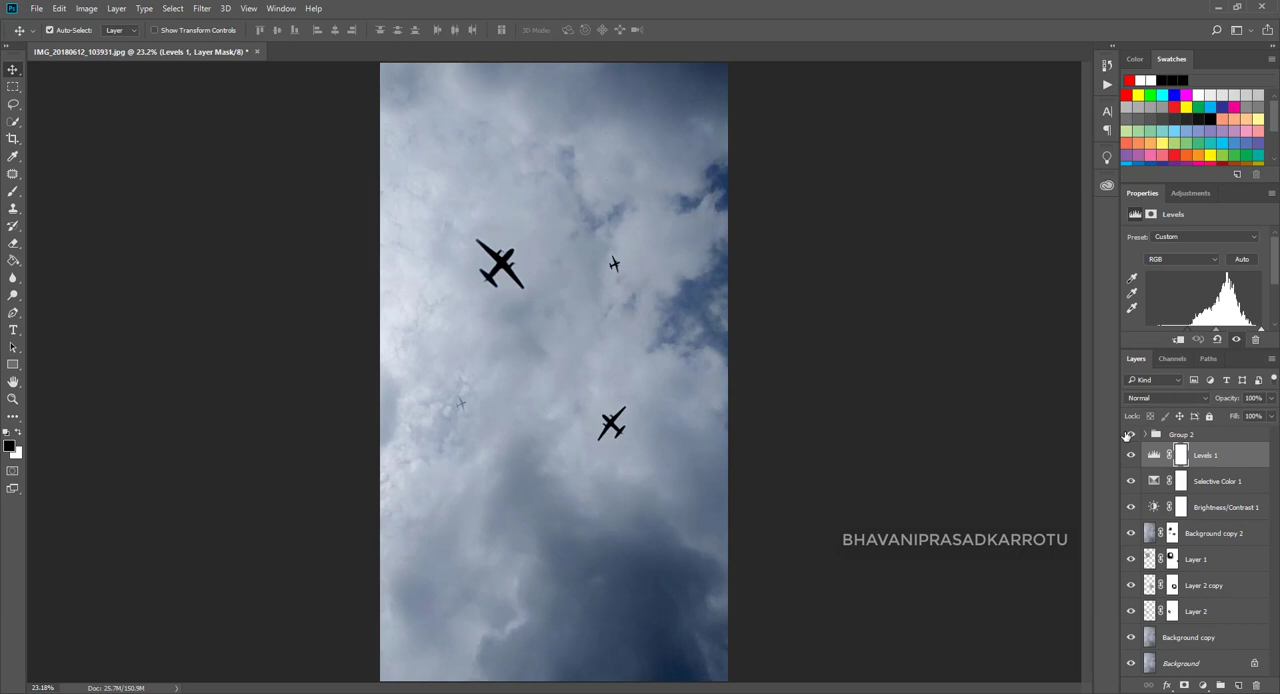 Ps File Edit Image Layer Type Select Filter 3D View Window Help
Auto-Select: Layer Show Transform Controls 3D Mode:
IMG_20180612_103931.jpg @ 23.2% (Levels 1, Layer Mask/8) * ×
Color Swatches
Properties Adjustments
Levels
Preset: Custom
RGB Auto
Layers Channels Paths
Kind
Normal Opacity: 100%
Lock: Fill: 100%
Group 2
Levels 1
Selective Color 1
Brightness/Contrast 1
Background copy 2
BHAVANIPRASADKARROTU
Layer 1
Layer 2 copy
Layer 2
Background copy
Background
23.18% Doc: 25.7M/150.9M